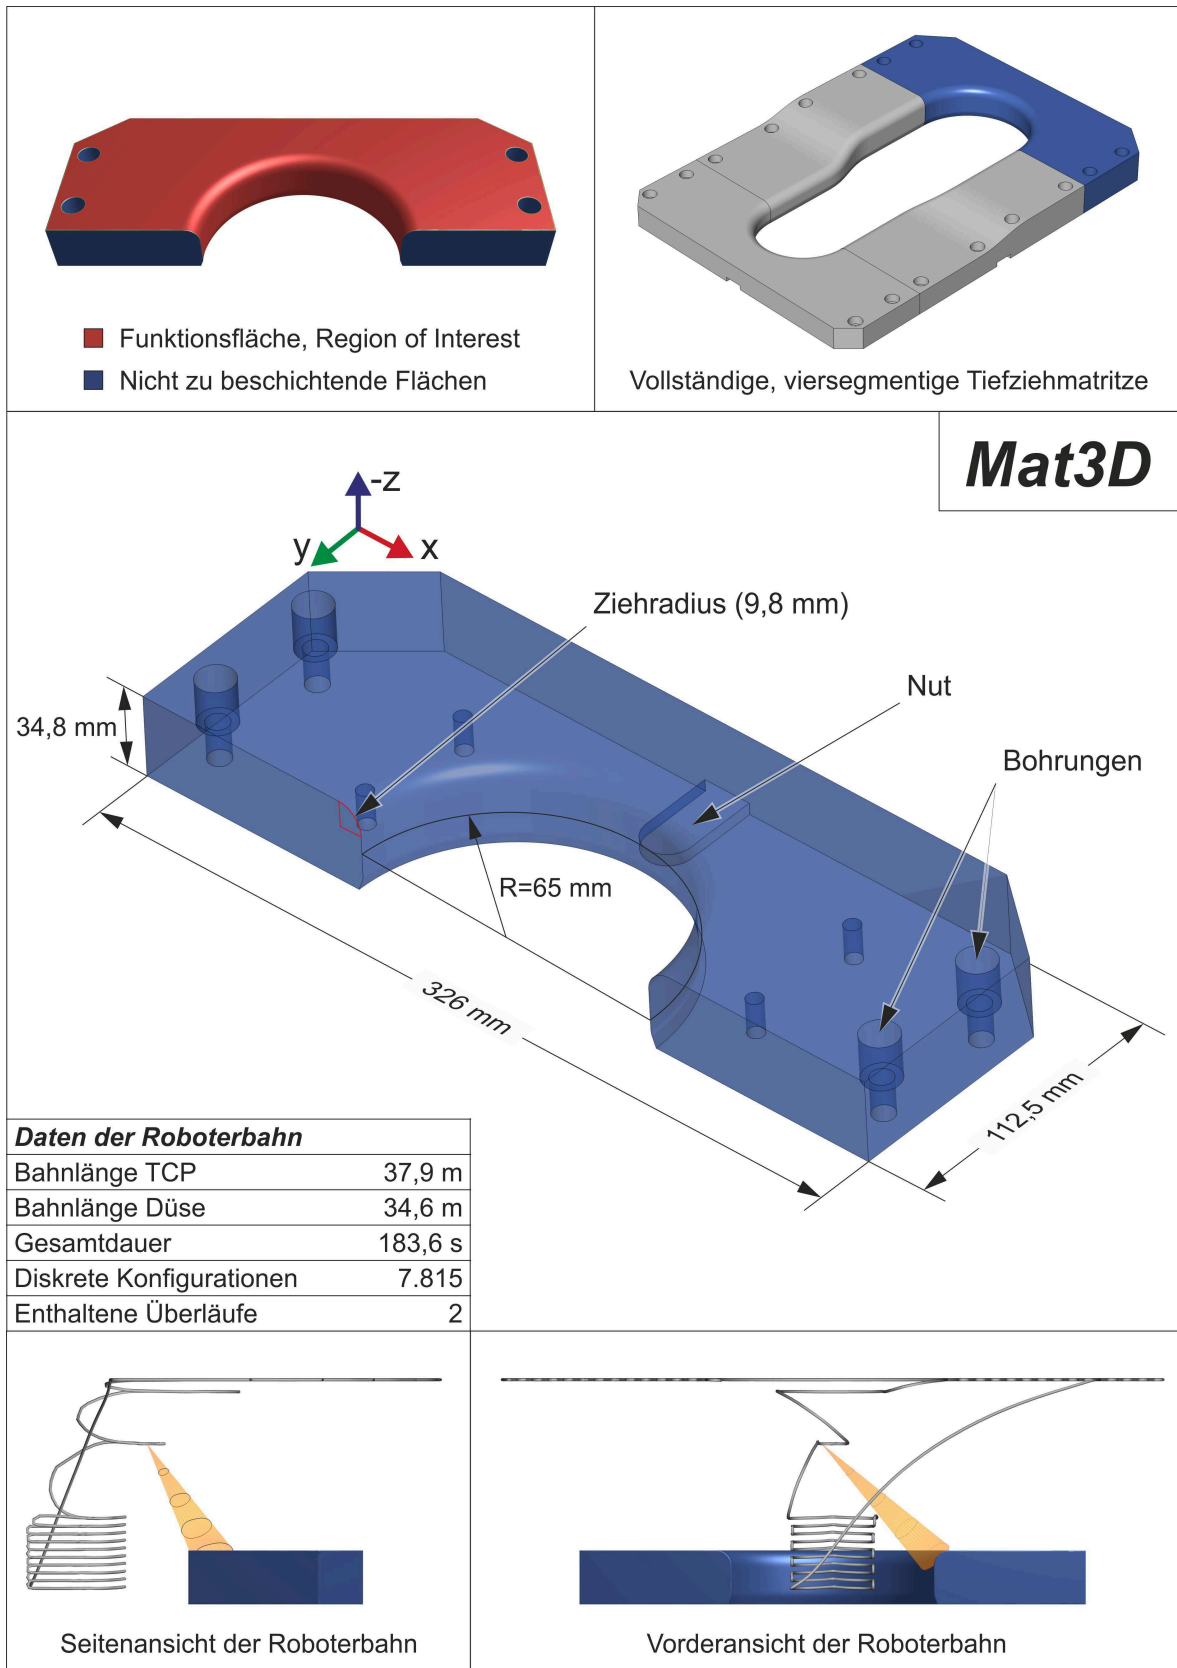 Funktionsfläche, Region of Interest
Nicht zu beschichtende Flächen
Vollständige, viersegmentige Tiefziehmatritze
Mat3D
-z
y
x
Ziehradius (9,8 mm)
Nut
34,8 mm
Bohrungen
R=65 mm
326 mm
112,5 mm
Daten der Roboterbahn
Bahnlänge TCP 37,9 m
Bahnlänge Düse 34,6 m
Gesamtdauer 183,6 s
Diskrete Konfigurationen 7.815
Enthaltene Überläufe 2
Seitenansicht der Roboterbahn
Vorderansicht der Roboterbahn